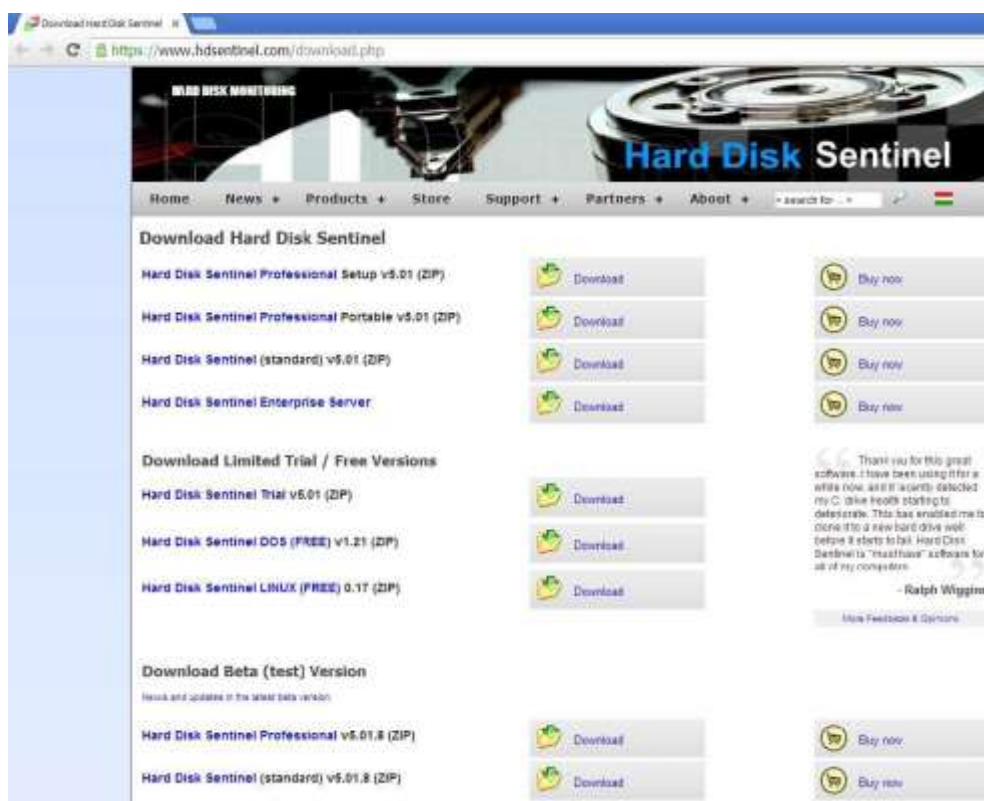 Download Hard Disk Sentinel
https://www.hdsentinel.com/download.php
HARD DISK MONITORING
Hard Disk Sentinel
Home News + Products + Store Support + Partners + About + search for
Download Hard Disk Sentinel
Hard Disk Sentinel Professional Setup v5.01 (ZIP) Download Buy now
Hard Disk Sentinel Professional Portable v5.01 (ZIP) Download Buy now
Hard Disk Sentinel (standard) v5.01 (ZIP) Download Buy now
Hard Disk Sentinel Enterprise Server Download Buy now
Download Limited Trial / Free Versions
Hard Disk Sentinel Trial v5.01 (ZIP) Download
Hard Disk Sentinel DOS (FREE) v1.21 (ZIP) Download
Hard Disk Sentinel LINUX (FREE) 0.17 (ZIP) Download
Thank you for this great
software. I have been using it for a
while now, and it recently detected
my C: drive health starting to
deteriorate. This has enabled me to
clone it to a new hard drive well
before it starts to fail. Hard Disk
Sentinel is "must have" software for
all of my computers.
- Ralph Wiggins
More Feedback & Opinions
Download Beta (test) Version
News and updates in the latest beta version
Hard Disk Sentinel Professional v5.01.8 (ZIP) Download Buy now
Hard Disk Sentinel (standard) v5.01.8 (ZIP) Download Buy now